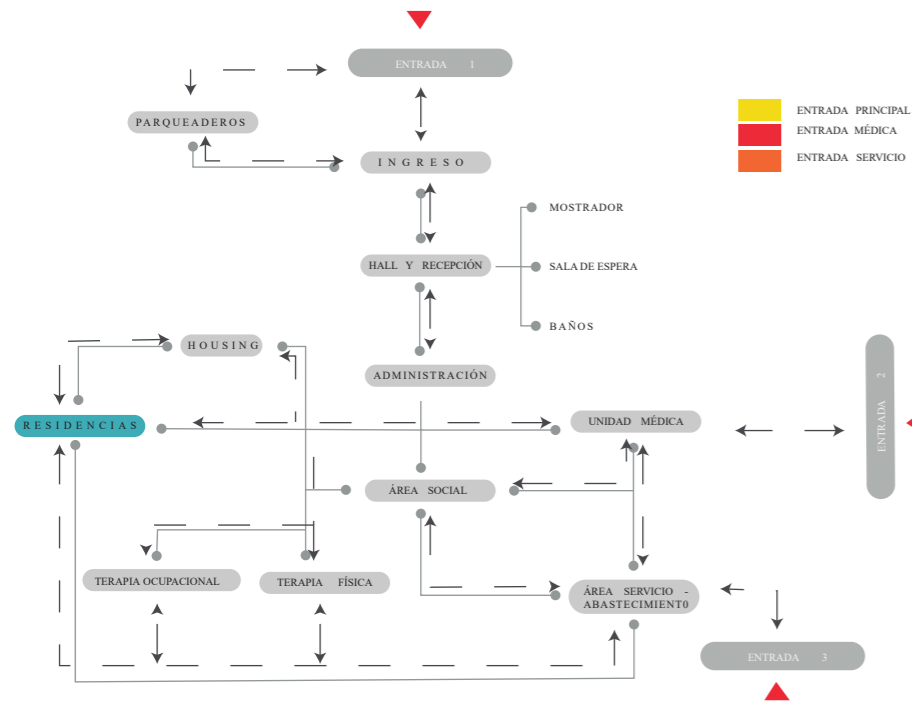 ENTRADA 1
PARQUEADEROS
ENTRADA PRINCIPAL
ENTRADA MÉDICA
ENTRADA SERVICIO
INGRESO
MOSTRADOR
HALL Y RECEPCIÓN
SALA DE ESPERA
BAÑOS
HOUSING
ADMINISTRACIÓN
RESIDENCIAS
UNIDAD MÉDICA
ENTRADA 2
ÁREA SOCIAL
TERAPIA OCUPACIONAL
TERAPIA FÍSICA
ÁREA SERVICIO -
ABASTECIMIENT0
ENTRADA 3